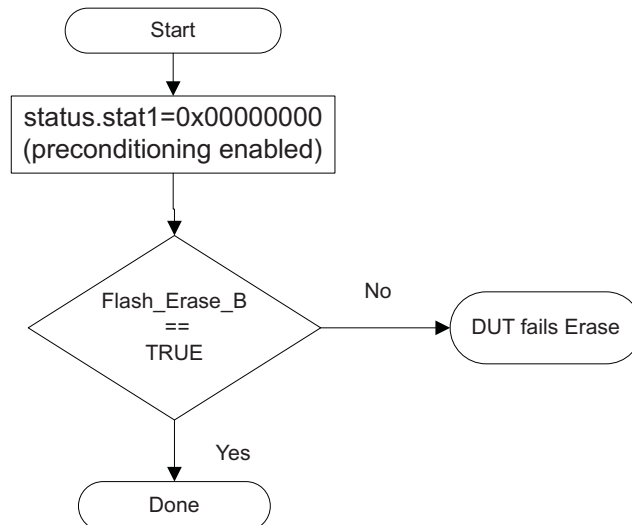 Start
status.stat1=0x00000000
(preconditioning enabled)
Flash_Erase_B
==
TRUE
No
DUT fails Erase
Yes
Done